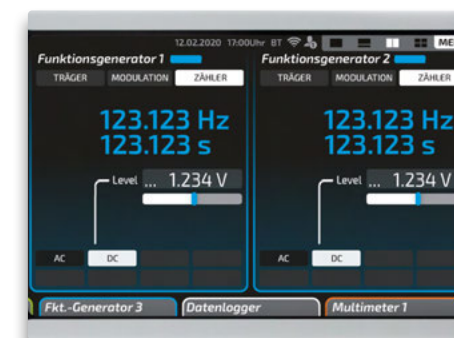 12.02.2020 17:00Uhr BT ME
Funktionsgenerator 1
TRÄGER MODULATION ZÄHLER
123.123 Hz
123.123 s
Level ... 1.234 V
AC DC
Funktionsgenerator 2
TRÄGER MODULATION ZÄHLER
123.123 Hz
123.123 s
Level ... 1.234 V
AC DC
Fkt.-Generator 3 Datenlogger Multimeter 1